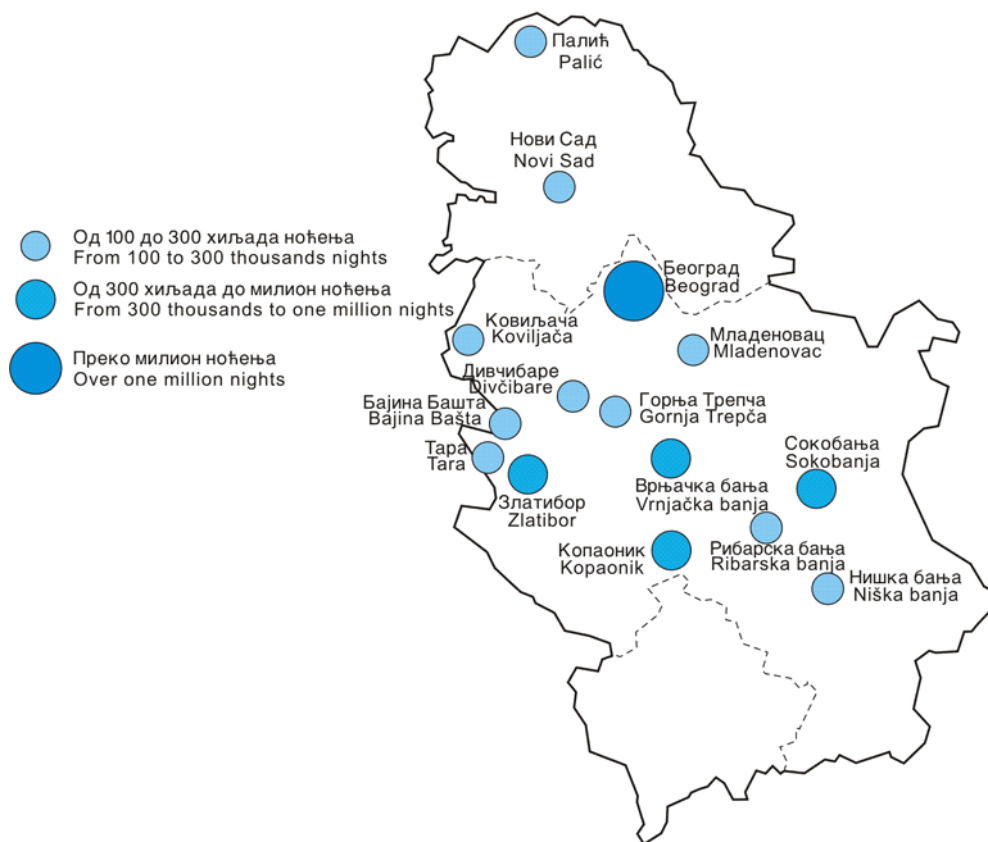 Палић
Palić
Нови Сад
Novi Sad
Од 100 до 300 хиљада ноћења
From 100 to 300 thousands nights
Од 300 хиљада до милион ноћења
From 300 thousands to one million nights
Преко милион ноћења
Over one million nights
Београд
Beograd
Ковиљача
Koviljača
Младеновац
Mladenovac
Дивчибаре
Divčibare
Бајина Башта
Bajina Bašta
Горња Трепча
Gornja Trepča
Тара
Tara
Златибор
Zlatibor
Врњачка бања
Vrnjačka banja
Сокобања
Sokobanja
Копаоник
Kopaonik
Рибарска бања
Ribarska banja
Нишка бања
Niška banja